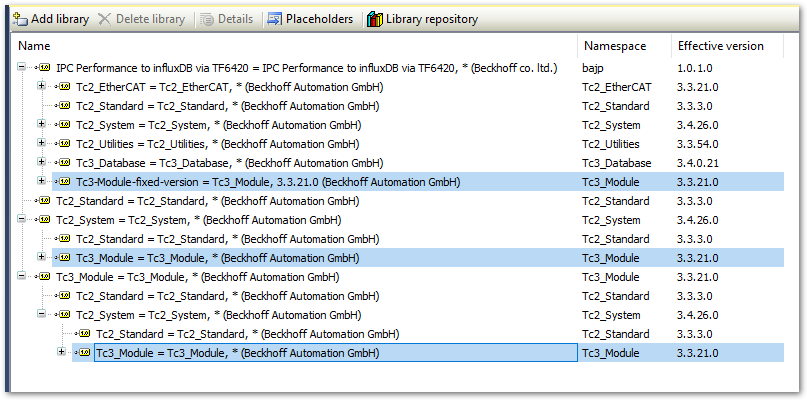 Add library Delete library Details Placeholders Library repository
Name Namespace Effective version
IPC Performance to influxDB via TF6420 = IPC Performance to influxDB via TF6420, * (Beckhoff co. ltd.) bajp 1.0.1.0
Tc2_EtherCAT = Tc2_EtherCAT, * (Beckhoff Automation GmbH) Tc2_EtherCAT 3.3.21.0
Tc2_Standard = Tc2_Standard, * (Beckhoff Automation GmbH) Tc2_Standard 3.3.3.0
Tc2_System = Tc2_System, * (Beckhoff Automation GmbH) Tc2_System 3.4.26.0
Tc2_Utilities = Tc2_Utilities, * (Beckhoff Automation GmbH) Tc2_Utilities 3.3.54.0
Tc3_Database = Tc3_Database, * (Beckhoff Automation GmbH) Tc3_Database 3.4.0.21
Tc3-Module-fixed-version = Tc3_Module, 3.3.21.0 (Beckhoff Automation GmbH) Tc3_Module 3.3.21.0
Tc2_Standard = Tc2_Standard, * (Beckhoff Automation GmbH) Tc2_Standard 3.3.3.0
Tc2_System = Tc2_System, * (Beckhoff Automation GmbH) Tc2_System 3.4.26.0
Tc2_Standard = Tc2_Standard, * (Beckhoff Automation GmbH) Tc2_Standard 3.3.3.0
Tc3_Module = Tc3_Module, * (Beckhoff Automation GmbH) Tc3_Module 3.3.21.0
Tc3_Module = Tc3_Module, * (Beckhoff Automation GmbH) Tc3_Module 3.3.21.0
Tc2_Standard = Tc2_Standard, * (Beckhoff Automation GmbH) Tc2_Standard 3.3.3.0
Tc2_System = Tc2_System, * (Beckhoff Automation GmbH) Tc2_System 3.4.26.0
Tc2_Standard = Tc2_Standard, * (Beckhoff Automation GmbH) Tc2_Standard 3.3.3.0
Tc3_Module = Tc3_Module, * (Beckhoff Automation GmbH) Tc3_Module 3.3.21.0